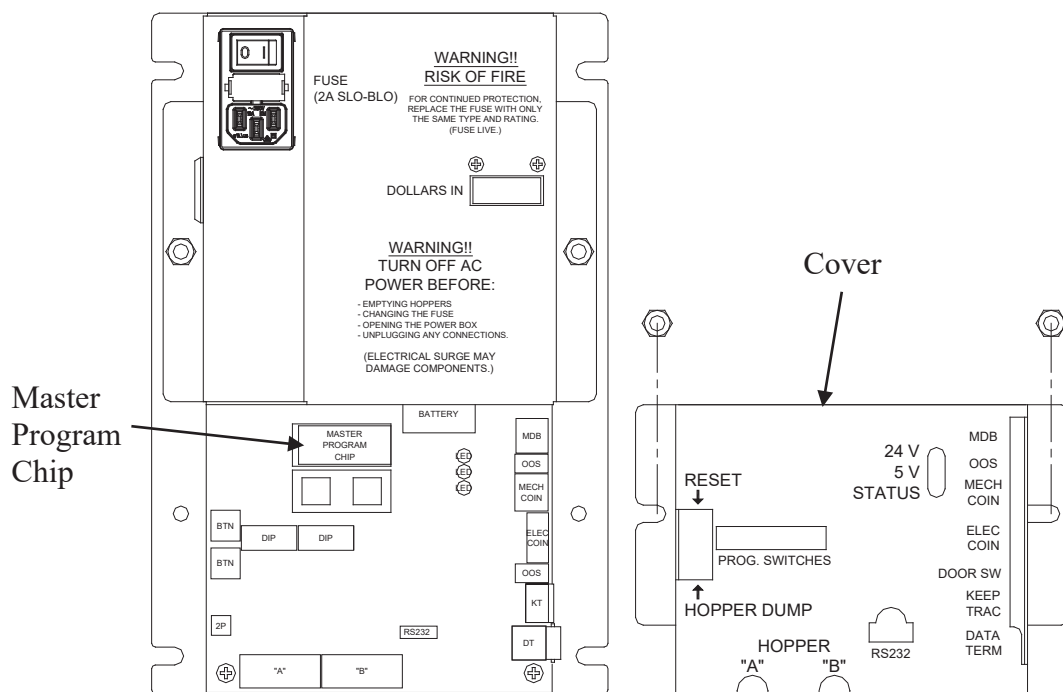 0 I
FUSE
(2A SLO-BLO)
WARNING!!
RISK OF FIRE
FOR CONTINUED PROTECTION,
REPLACE THE FUSE WITH ONLY
THE SAME TYPE AND RATING.
(FUSE LIVE.)
DOLLARS IN
WARNING!!
TURN OFF AC
POWER BEFORE:
- EMPTYING HOPPERS
- CHANGING THE FUSE
- OPENING THE POWER BOX
- UNPLUGGING ANY CONNECTIONS.
(ELECTRICAL SURGE MAY
DAMAGE COMPONENTS.)
Master
Program
Chip
BATTERY
MASTER
PROGRAM
CHIP
LED
LED
LED
MDB
OOS
MECH
COIN
ELEC
COIN
OOS
KT
DT
BTN
DIP
DIP
BTN
2P
RS232
"A"
"B"
Cover
24 V
5 V
STATUS
RESET
PROG. SWITCHES
HOPPER DUMP
HOPPER
"A"
"B"
RS232
MDB
OOS
MECH
COIN
ELEC
COIN
DOOR SW
KEEP
TRAC
DATA
TERM